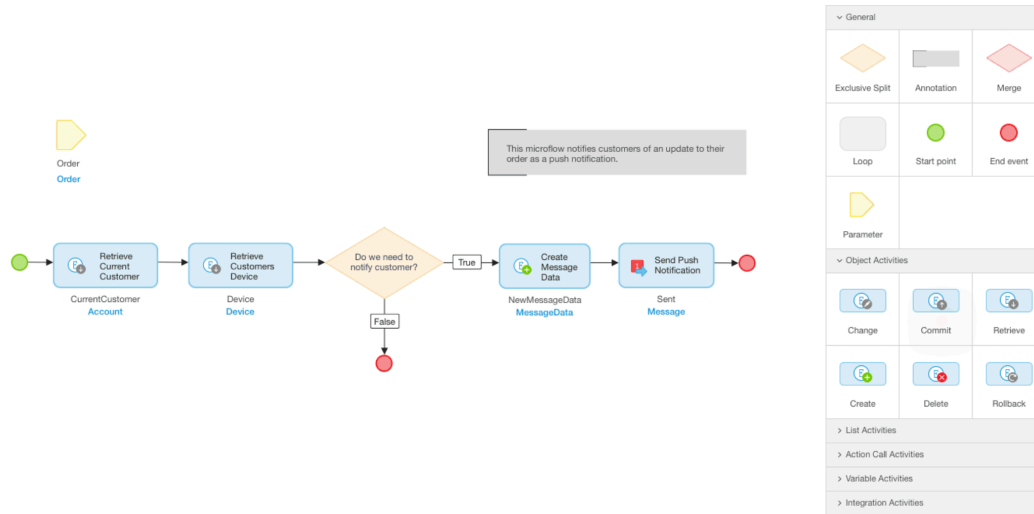 Order
Order
This microflow notifies customers of an update to their
order as a push notification.
Retrieve
Current
Customer
CurrentCustomer
Account
Retrieve
Customers
Device
Device
Device
Do we need to
notify customer?
True
False
Create
Message
Data
NewMessageData
MessageData
Send Push
Notification
Sent
Message
General
Exclusive Split
Annotation
Merge
Loop
Start point
End event
Parameter
Object Activities
Change
Commit
Retrieve
Create
Delete
Rollback
List Activities
Action Call Activities
Variable Activities
Integration Activities